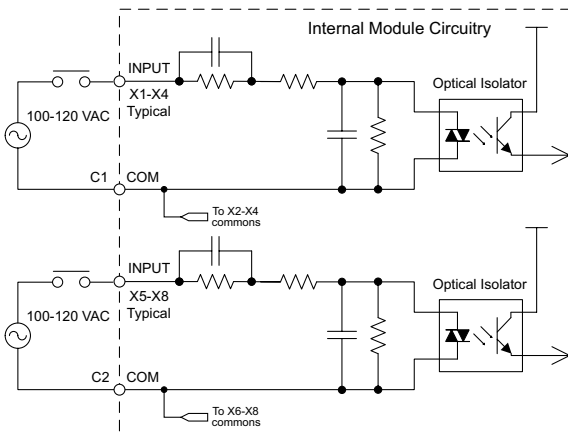 Internal Module Circuitry
INPUT
X1-X4
Typical
Optical Isolator
100-120 VAC
C1
COM
To X2-X4
commons
INPUT
X5-X8
Typical
Optical Isolator
100-120 VAC
C2
COM
To X6-X8
commons